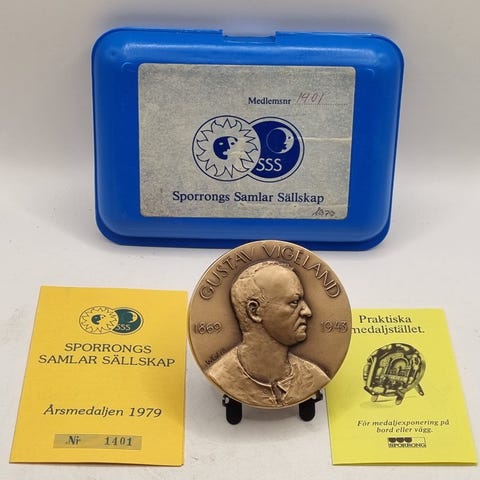 Medlemsnr 1401
SSS
Sporrongs Samlar Sällskap
1979
GUSTAV VIGELAND
1869 1943
SSS
SPORRONGS
SAMLAR SÄLLSKAP
Årsmedaljen 1979
Nr 1401
Praktiska
medaljstället.
För medaljexponering på
bord eller vägg.
SPORRONG